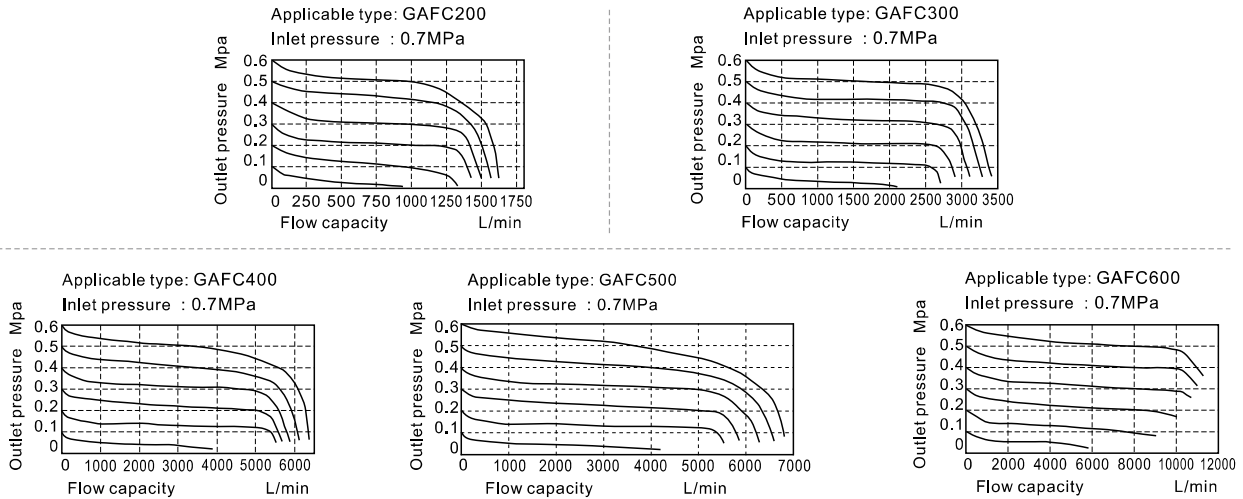 Applicable type: GAFC200
Inlet pressure : 0.7MPa
Outlet pressure Mpa
0.6
0.5
0.4
0.3
0.2
0.1
0
0 250 500 750 1000 1250 1500 1750
Flow capacity L/min
Applicable type: GAFC300
Inlet pressure : 0.7MPa
Outlet pressure Mpa
0.6
0.5
0.4
0.3
0.2
0.1
0
0 500 1000 1500 2000 2500 3000 3500
Flow capacity L/min
Applicable type: GAFC400
Inlet pressure : 0.7MPa
Outlet pressure Mpa
0.6
0.5
0.4
0.3
0.2
0.1
0
0 1000 2000 3000 4000 5000 6000
Flow capacity L/min
Applicable type: GAFC500
Inlet pressure : 0.7MPa
Outlet pressure Mpa
0.6
0.5
0.4
0.3
0.2
0.1
0
0 1000 2000 3000 4000 5000 6000 7000
Flow capacity L/min
Applicable type: GAFC600
Inlet pressure : 0.7MPa
Outlet pressure Mpa
0.6
0.5
0.4
0.3
0.2
0.1
0
0 2000 4000 6000 8000 10000 12000
Flow capacity L/min